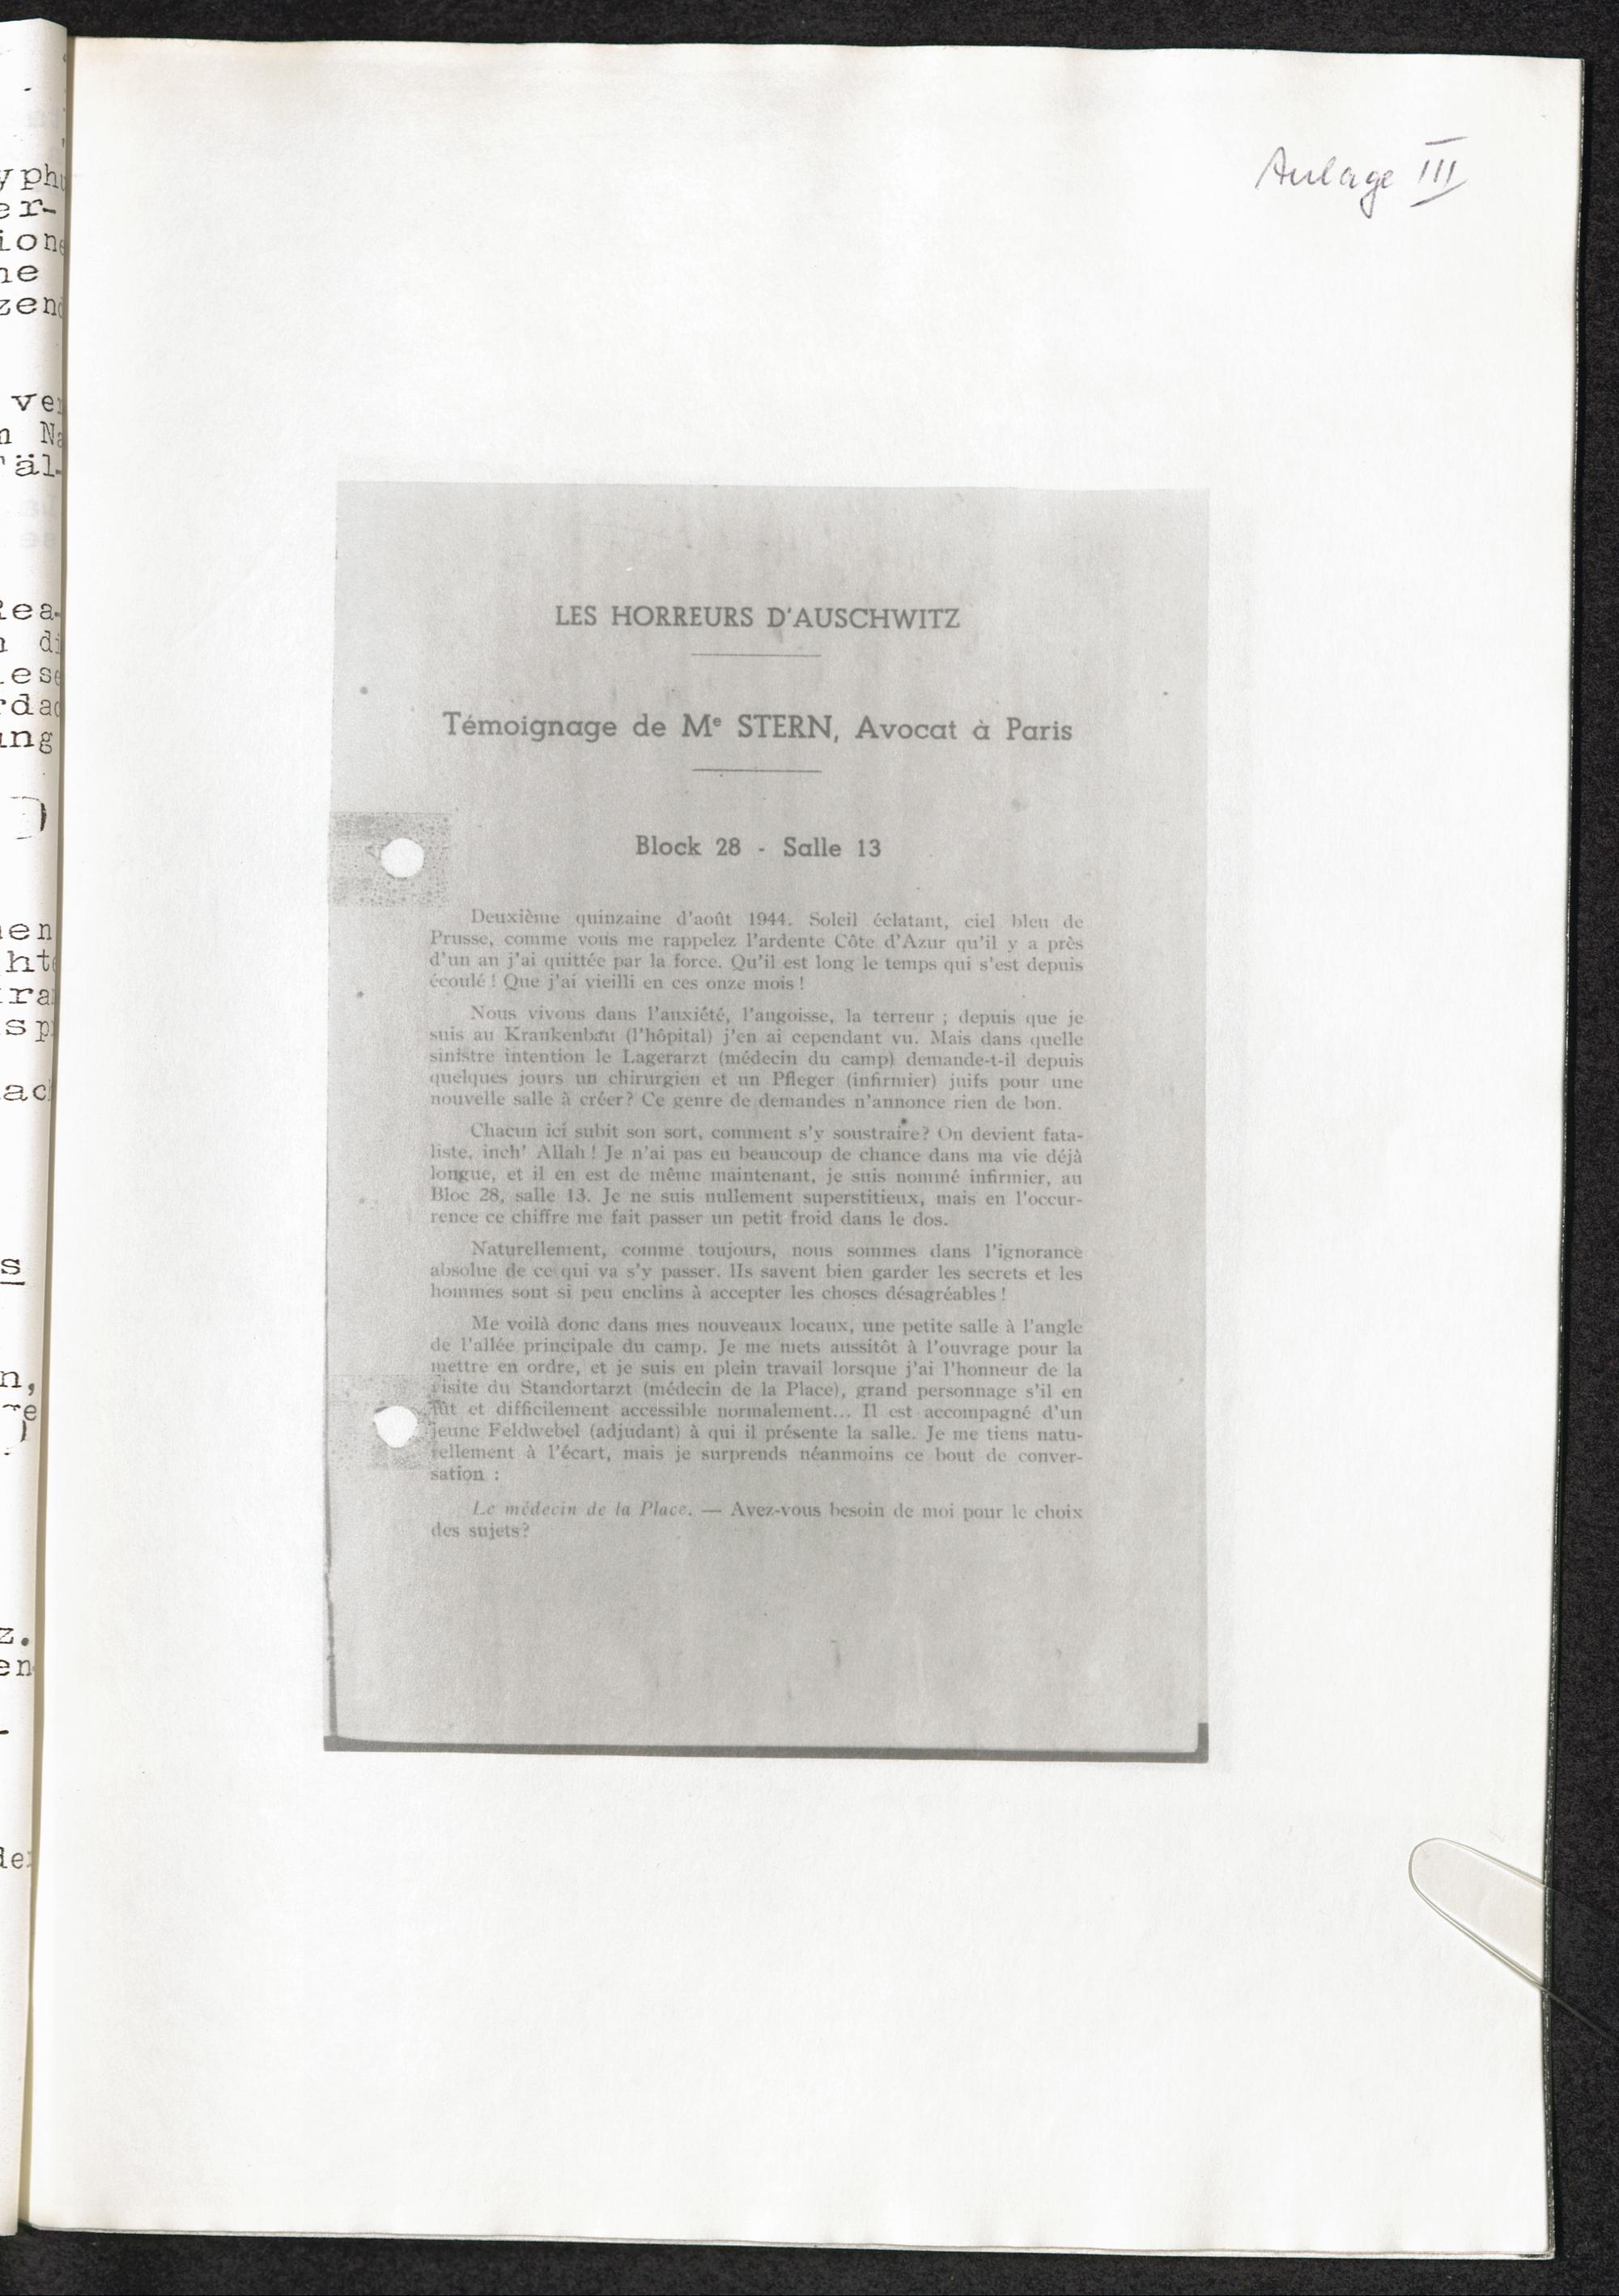 Anlage III
LES HORREURS D'AUSCHWITZ
Témoignage de Me STERN, Avocat à Paris
Block 28 - Salle 13
Deuxième quinzaine d'août 1944. Soleil éclatant, ciel bleu de
Prusse, comme vous me rappelez l'ardente Côte d'Azur qu'il y a près
d'un an j'ai quittée par la force. Qu'il est long le temps qui s'est depuis
écoulé ! Que j'ai vieilli en ces onze mois !
Nous vivons dans l'anxiété, l'angoisse, la terreur ; depuis que je
suis au Krankenbau (l'hôpital) j'en ai cependant vu. Mais dans quelle
sinistre intention le Lagerarzt (médecin du camp) demande-t-il depuis
quelques jours un chirurgien et un Pfleger (infirmier) juifs pour une
nouvelle salle à créer? Ce genre de demandes n'annonce rien de bon.
Chacun ici subit son sort, comment s'y soustraire? On devient fata-
liste, inch' Allah ! Je n'ai pas eu beaucoup de chance dans ma vie déjà
longue, et il en est de même maintenant, je suis nommé infirmier, au
Bloc 28, salle 13. Je ne suis nullement superstitieux, mais en l'occur-
rence ce chiffre me fait passer un petit froid dans le dos.
Naturellement, comme toujours, nous sommes dans l'ignorance
absolue de ce qui va s'y passer. Ils savent bien garder les secrets et les
hommes sont si peu enclins à accepter les choses désagréables !
Me voilà donc dans mes nouveaux locaux, une petite salle à l'angle
de l'allée principale du camp. Je me mets aussitôt à l'ouvrage pour la
mettre en ordre, et je suis en plein travail lorsque j'ai l'honneur de la
visite du Standortarzt (médecin de la Place), grand personnage s'il en
fût et difficilement accessible normalement... Il est accompagné d'un
jeune Feldwebel (adjudant) à qui il présente la salle. Je me tiens natu-
rellement à l'écart, mais je surprends néanmoins ce bout de conver-
sation :
Le médecin de la Place. — Avez-vous besoin de moi pour le choix
des sujets?